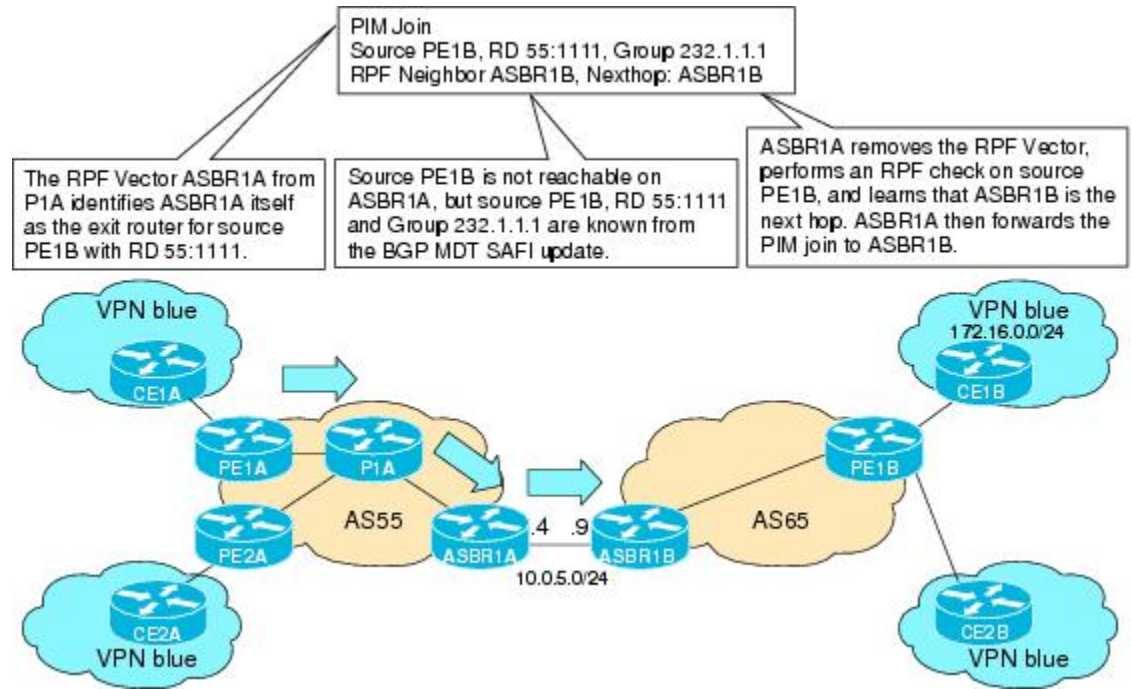 PIM Join
Source PE1B, RD 55:1111, Group 232.1.1.1
RPF Neighbor ASBR1B, Nexthop: ASBR1B
The RPF Vector ASBR1A from
P1A identifies ASBR1A itself
as the exit router for source
PE1B with RD 55:1111.
Source PE1B is not reachable on
ASBR1A, but source PE1B, RD 55:1111
and Group 232.1.1.1 are known from
the BGP MDT SAFI update.
ASBR1A removes the RPF Vector,
performs an RPF check on source
PE1B, and learns that ASBR1B is the
next hop. ASBR1A then forwards the
PIM join to ASBR1B.
VPN blue
CE1A
VPN blue
172.16.0.0/24
CE1B
PE1A
P1A
PE1B
AS55
AS65
PE2A
ASBR1A
.4
.9
ASBR1B
10.0.5.0/24
CE2A
VPN blue
CE2B
VPN blue